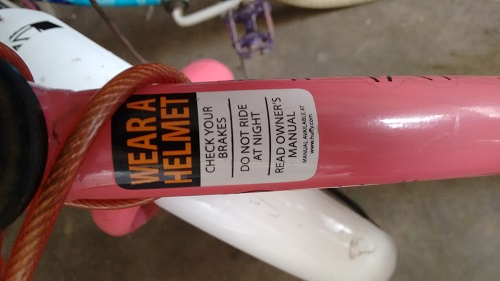 WEAR A
HELMET
CHECK YOUR
BRAKES
DO NOT RIDE
AT NIGHT
READ OWNER'S
MANUAL
MANUAL AVAILABLE AT
www.huffy.com